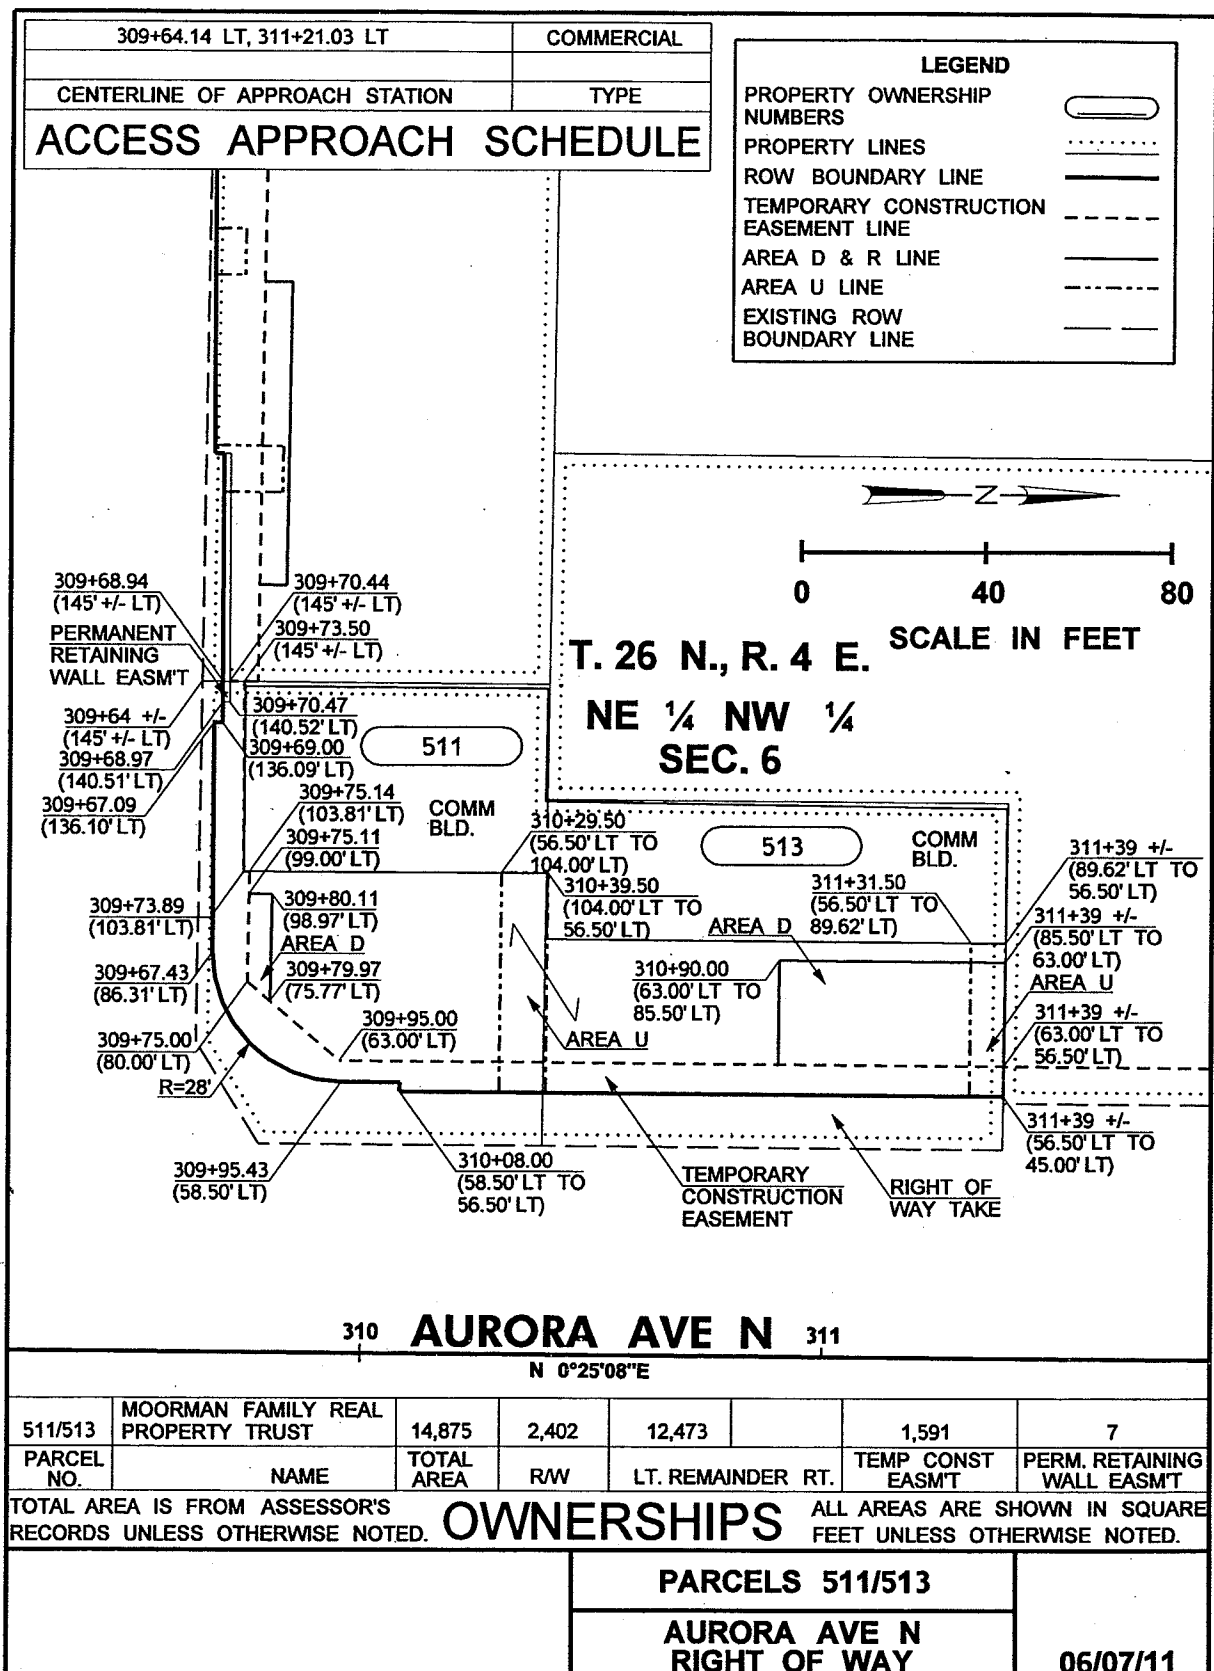 309+64.14 LT, 311+21.03 LT
COMMERCIAL
CENTERLINE OF APPROACH STATION
TYPE
ACCESS APPROACH SCHEDULE
LEGEND
PROPERTY OWNERSHIP
NUMBERS
PROPERTY LINES
ROW BOUNDARY LINE
TEMPORARY CONSTRUCTION
EASEMENT LINE
AREA D & R LINE
AREA U LINE
EXISTING ROW
BOUNDARY LINE
N
0 40 80
SCALE IN FEET
T. 26 N., R. 4 E.
NE ¼ NW ¼
SEC. 6
309+68.94
(145' +/- LT)
PERMANENT
RETAINING
WALL EASM'T
309+64 +/-
(145' +/- LT)
309+68.97
(140.51' LT)
309+67.09
(136.10' LT)
309+70.44
(145' +/- LT)
309+73.50
(145' +/- LT)
309+70.47
(140.52' LT)
309+69.00
(136.09' LT)
511
309+75.14
(103.81' LT)
309+75.11
(99.00' LT)
COMM
BLD.
310+29.50
(56.50' LT TO
104.00' LT)
513
COMM
BLD.
311+39 +/-
(89.62' LT TO
56.50' LT)
309+80.11
(98.97' LT)
AREA D
309+79.97
(75.77' LT)
310+39.50
(104.00' LT TO
56.50' LT)
311+31.50
(56.50' LT TO
89.62' LT)
AREA D
311+39 +/-
(85.50' LT TO
63.00' LT)
AREA U
309+73.89
(103.81' LT)
309+67.43
(86.31' LT)
310+90.00
(63.00' LT TO
85.50' LT)
311+39 +/-
(63.00' LT TO
56.50' LT)
309+75.00
(80.00' LT)
R=28'
309+95.00
(63.00' LT)
AREA U
311+39 +/-
(56.50' LT TO
45.00' LT)
309+95.43
(58.50' LT)
310+08.00
(58.50' LT TO
56.50' LT)
TEMPORARY
CONSTRUCTION
EASEMENT
RIGHT OF
WAY TAKE
310 AURORA AVE N 311
N 0°25'08"E
511/513
MOORMAN FAMILY REAL
PROPERTY TRUST
14,875
2,402
12,473
1,591
7
PARCEL
NO.
NAME
TOTAL
AREA
R/W
LT. REMAINDER RT.
TEMP CONST
EASM'T
PERM. RETAINING
WALL EASM'T
TOTAL AREA IS FROM ASSESSOR'S
RECORDS UNLESS OTHERWISE NOTED.
OWNERSHIPS
ALL AREAS ARE SHOWN IN SQUARE
FEET UNLESS OTHERWISE NOTED.
PARCELS 511/513
AURORA AVE N
RIGHT OF WAY
06/07/11